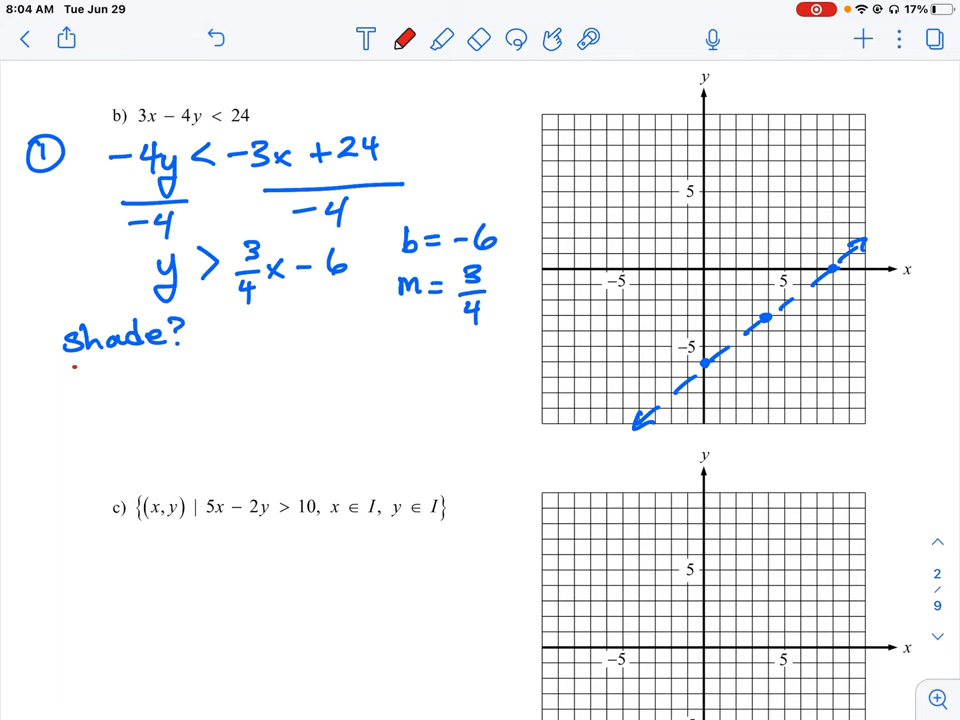 8:04 AM Tue Jun 29
17%
b) 3x − 4y < 24
① −4y < −3x + 24
−4 −4
y > 3/4 x − 6
b = −6
m = 3/4
shade?
y
5
x
−5
5
−5
c) {(x, y) | 5x − 2y > 10, x ∈ I, y ∈ I}
y
5
x
−5
5
2
/
9